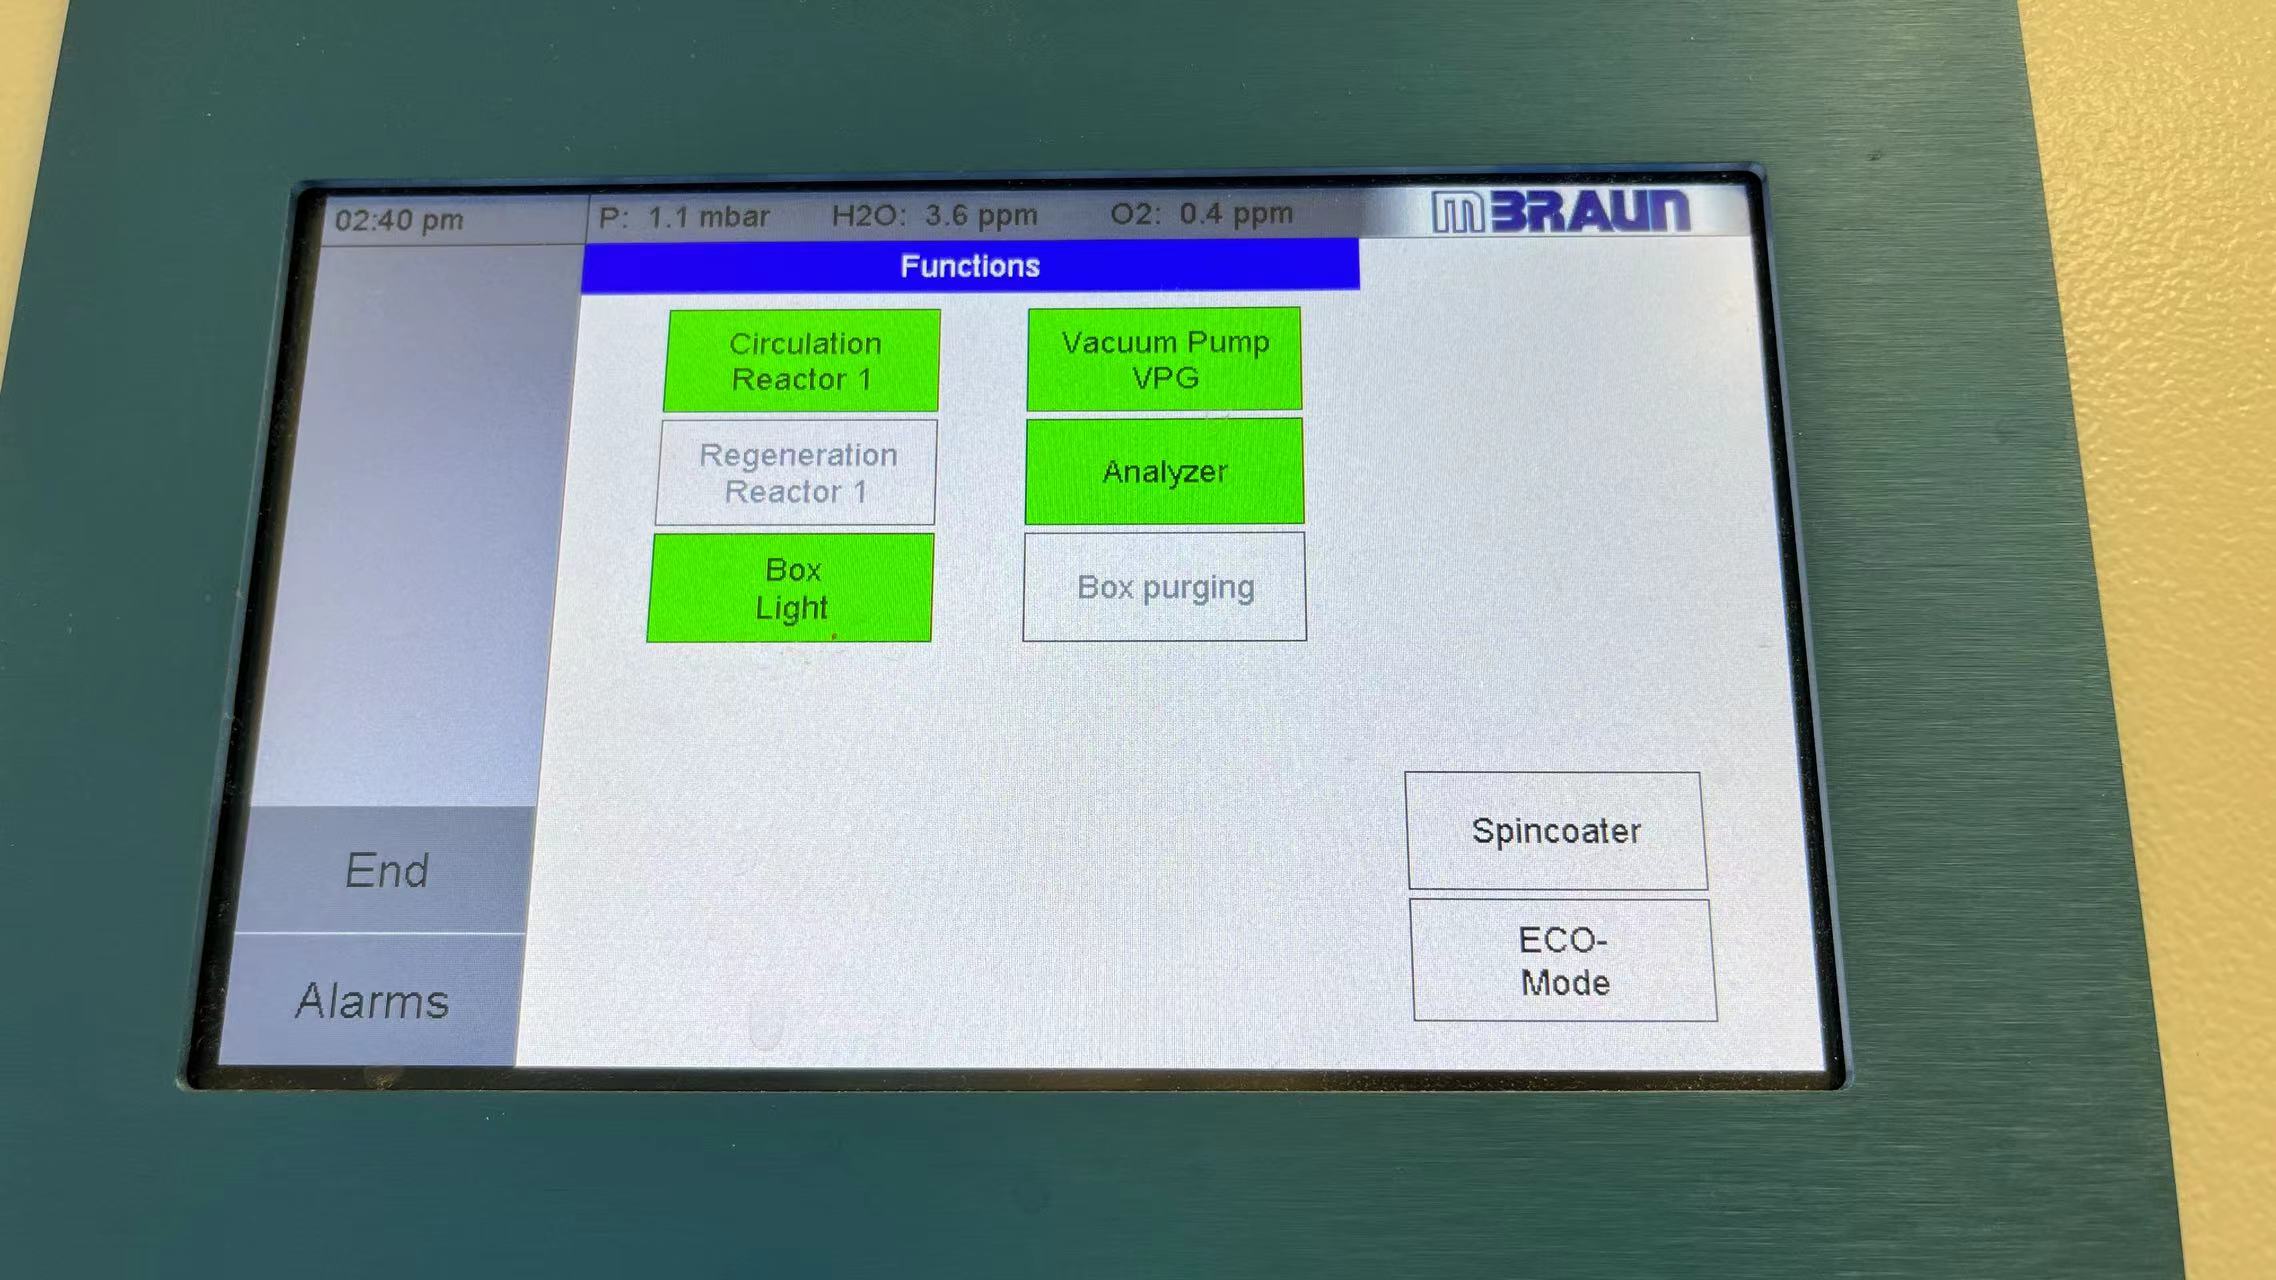 02:40 pm P: 1.1 mbar H2O: 3.6 ppm O2: 0.4 ppm mBRAUN
Functions
Circulation
Reactor 1
Vacuum Pump
VPG
Regeneration
Reactor 1
Analyzer
Box
Light
Box purging
Spincoater
ECO-
Mode
End
Alarms